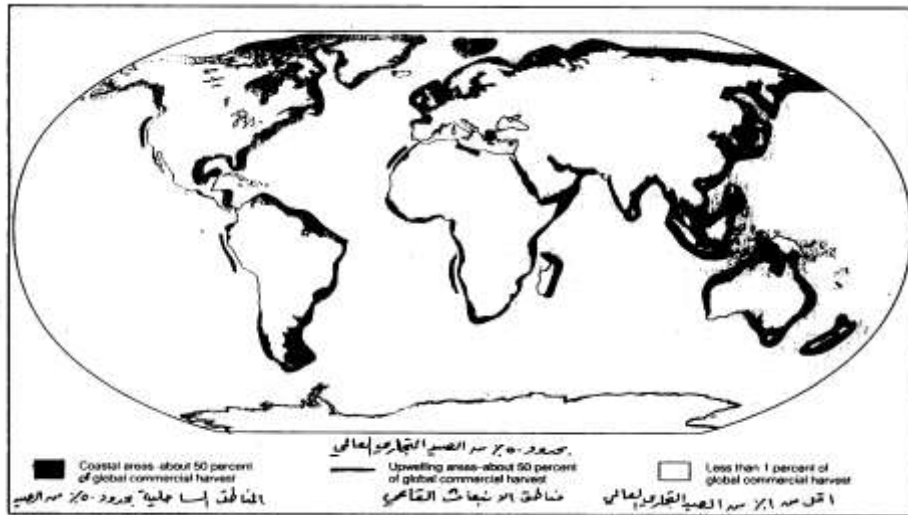 بحدود ٥٠٪ من الصيد التجاري العالمي
Coastal areas-about 50 percent
of global commercial harvest
Upwelling areas-about 50 percent
of global commercial harvest
Less than 1 percent of
global commercial harvest
المناطق الساحلية بحدود ٥٠٪ من الصيد
مناطق الانبعاث القاعي
اقل من ١٪ من الصيد التجاري العالمي